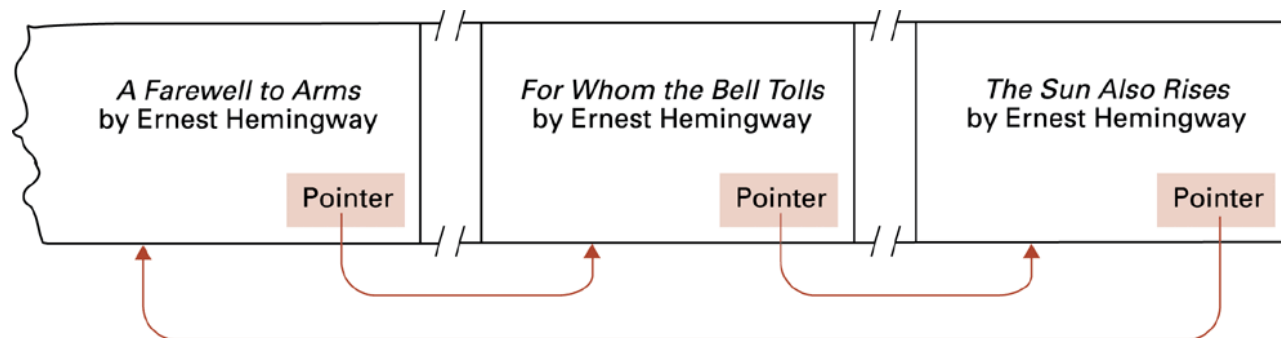 A Farewell to Arms
by Ernest Hemingway
Pointer
For Whom the Bell Tolls
by Ernest Hemingway
Pointer
The Sun Also Rises
by Ernest Hemingway
Pointer